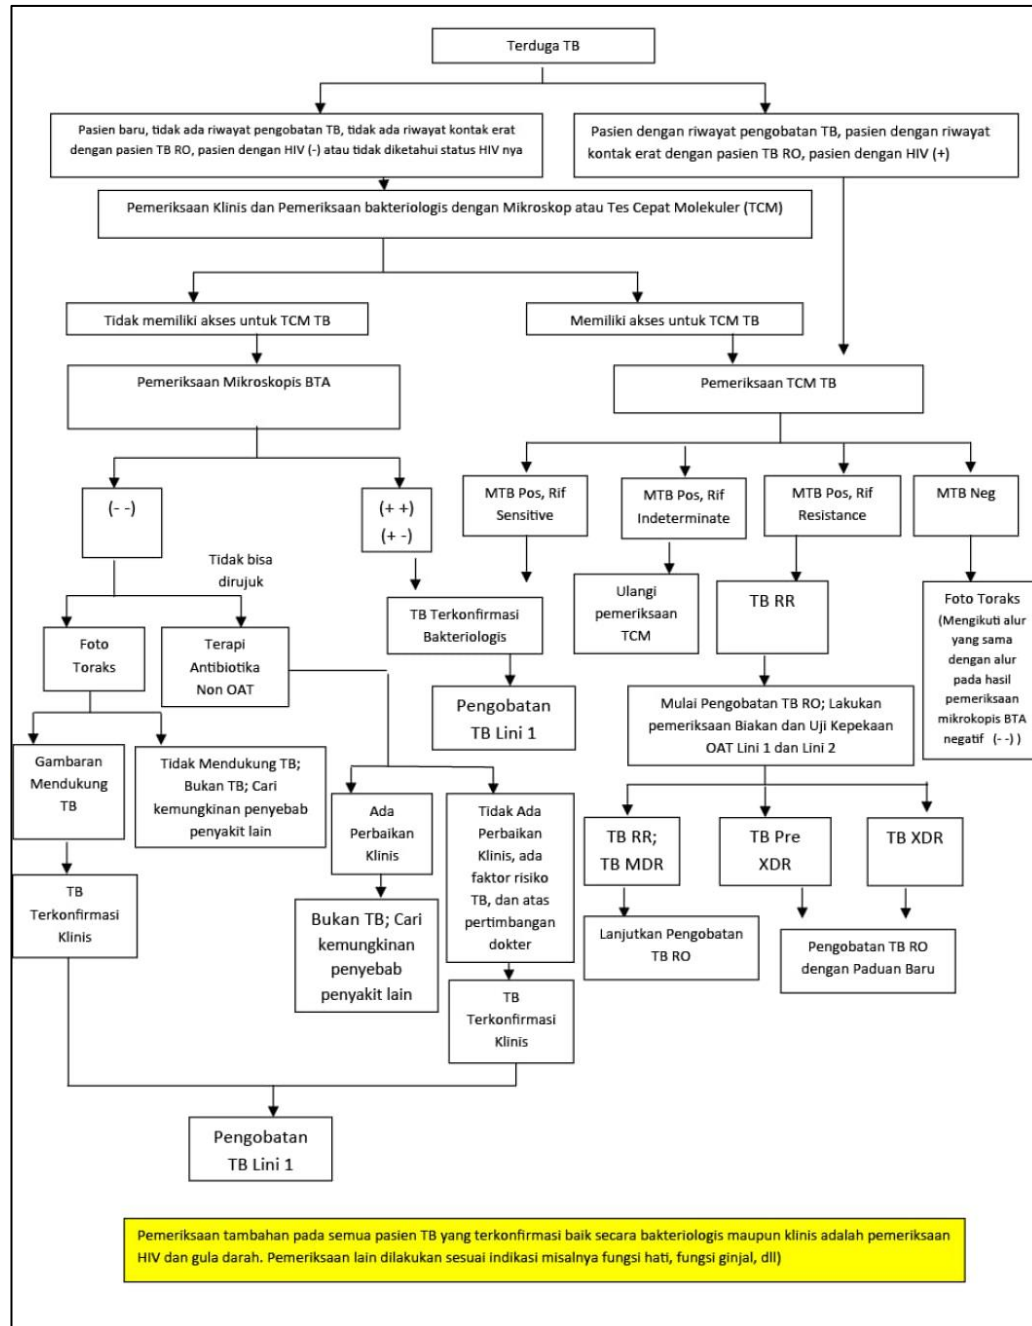 Terduga TB
Pasien baru, tidak ada riwayat pengobatan TB, tidak ada riwayat kontak erat
dengan pasien TB RO, pasien dengan HIV (-) atau tidak diketahui status HIV nya
Pasien dengan riwayat pengobatan TB, pasien dengan riwayat
kontak erat dengan pasien TB RO, pasien dengan HIV (+)
Pemeriksaan Klinis dan Pemeriksaan bakteriologis dengan Mikroskop atau Tes Cepat Molekuler (TCM)
Tidak memiliki akses untuk TCM TB
Memiliki akses untuk TCM TB
Pemeriksaan Mikroskopis BTA
Pemeriksaan TCM TB
(- -)
(+ +)
(+ -)
MTB Pos, Rif
Sensitive
MTB Pos, Rif
Indeterminate
MTB Pos, Rif
Resistance
MTB Neg
Tidak bisa
dirujuk
Foto
Toraks
Terapi
Antibiotika
Non OAT
TB Terkonfirmasi
Bakteriologis
Ulangi
pemeriksaan
TCM
TB RR
Foto Toraks
(Mengikuti alur
yang sama
dengan alur
pada hasil
pemeriksaan
mikrokopis BTA
negatif (- -) )
Pengobatan
TB Lini 1
Mulai Pengobatan TB RO; Lakukan
pemeriksaan Biakan dan Uji Kepekaan
OAT Lini 1 dan Lini 2
Gambaran
Mendukung
TB
Tidak Mendukung TB;
Bukan TB; Cari
kemungkinan penyebab
penyakit lain
Ada
Perbaikan
Klinis
Tidak Ada
Perbaikan
Klinis, ada
faktor risiko
TB, dan atas
pertimbangan
dokter
TB RR;
TB MDR
TB Pre
XDR
TB XDR
TB
Terkonfirmasi
Klinis
Bukan TB; Cari
kemungkinan
penyebab
penyakit lain
Lanjutkan Pengobatan
TB RO
Pengobatan TB RO
dengan Paduan Baru
TB
Terkonfirmasi
Klinis
Pengobatan
TB Lini 1
Pemeriksaan tambahan pada semua pasien TB yang terkonfirmasi baik secara bakteriologis maupun klinis adalah pemeriksaan
HIV dan gula darah. Pemeriksaan lain dilakukan sesuai indikasi misalnya fungsi hati, fungsi ginjal, dll)